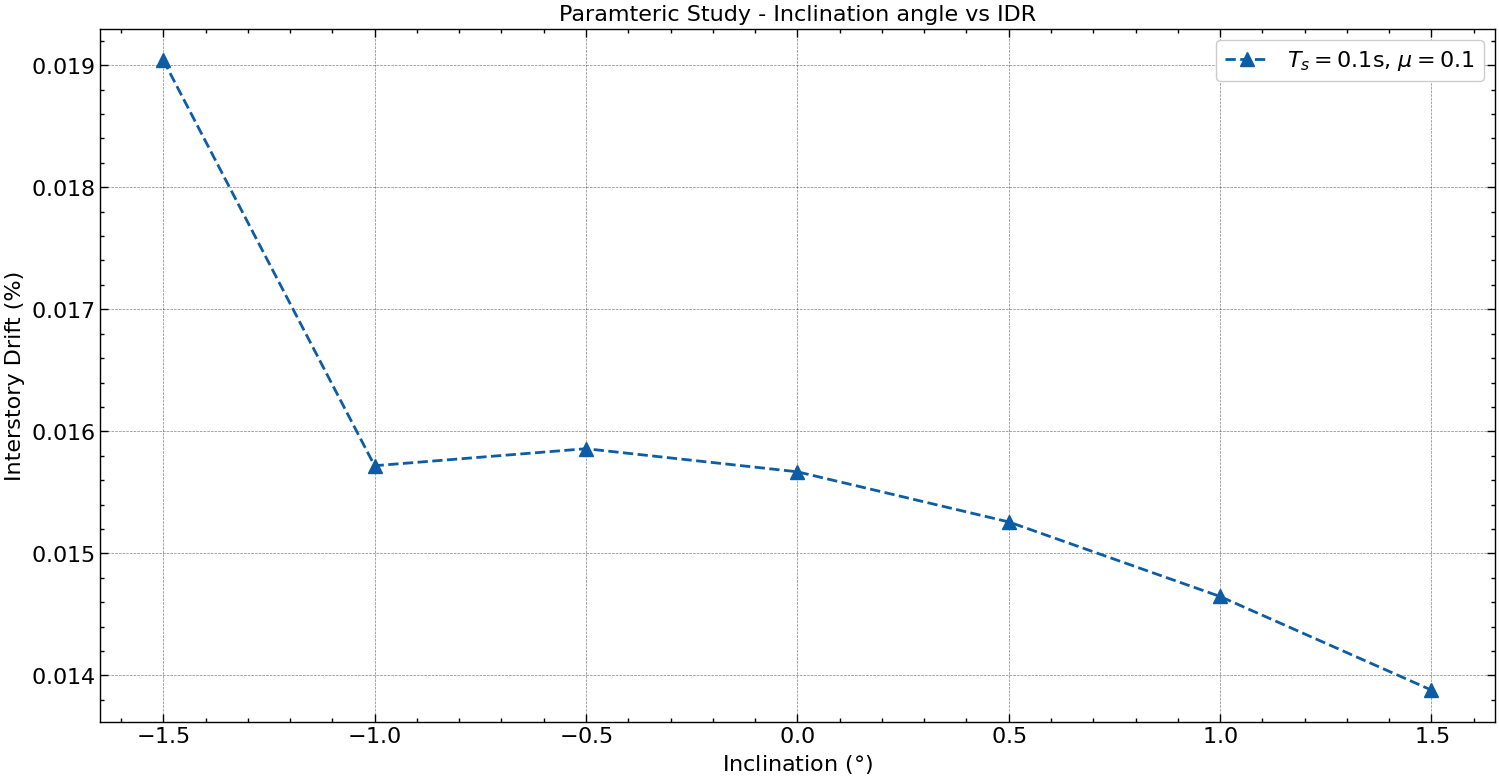 Paramteric Study - Inclination angle vs IDR
T_s = 0.1s, μ = 0.1
Interstory Drift (%)
0.019
0.018
0.017
0.016
0.015
0.014
−1.5 −1.0 −0.5 0.0 0.5 1.0 1.5
Inclination (°)